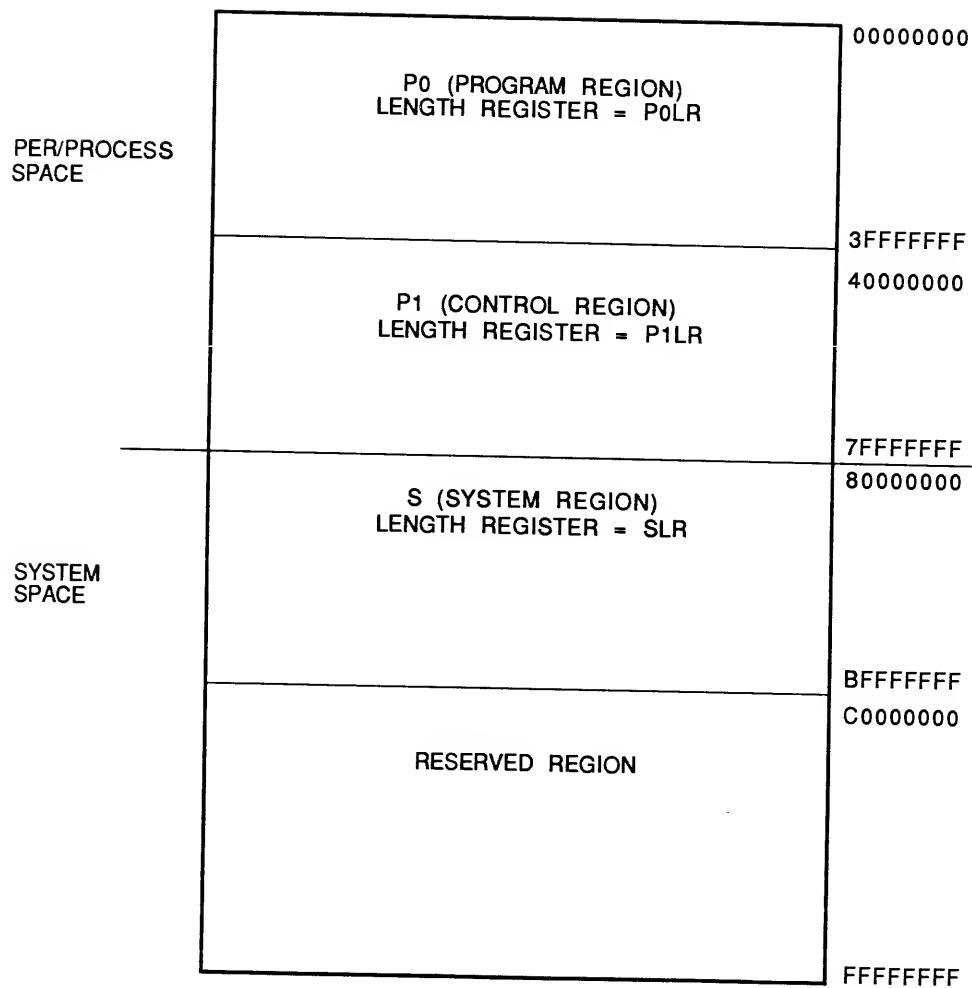 00000000
P0 (PROGRAM REGION)
LENGTH REGISTER = P0LR
PER/PROCESS
SPACE
3FFFFFFF
40000000
P1 (CONTROL REGION)
LENGTH REGISTER = P1LR
7FFFFFFF
80000000
S (SYSTEM REGION)
LENGTH REGISTER = SLR
SYSTEM
SPACE
BFFFFFFF
C0000000
RESERVED REGION
FFFFFFFF